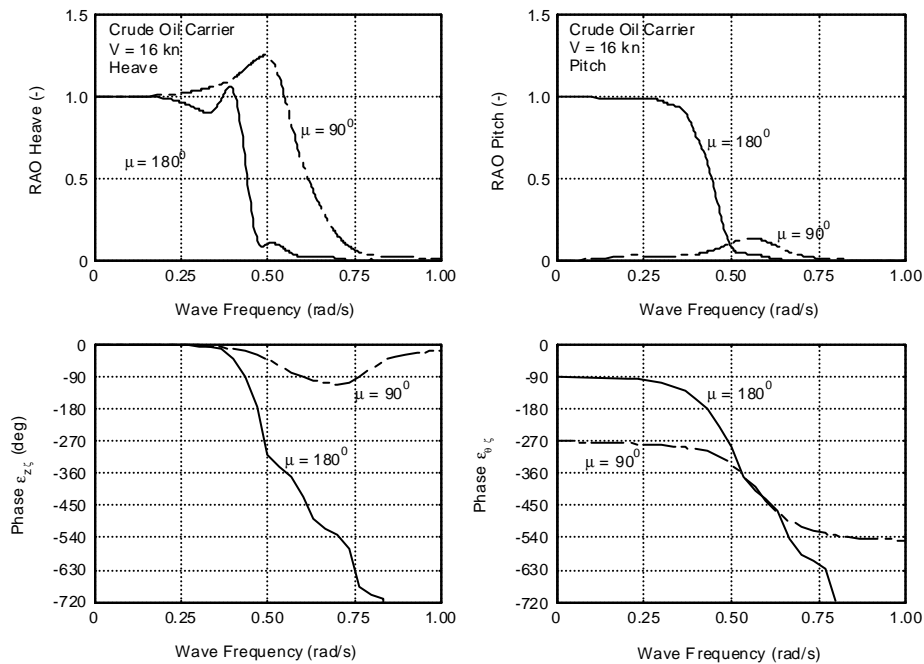 1.5
Crude Oil Carrier
V = 16 kn
Heave
1.0
μ = 90⁰
μ = 180⁰
0.5
0
0 0.25 0.50 0.75 1.00
RAO Heave (-)
Wave Frequency (rad/s)
1.5
Crude Oil Carrier
V = 16 kn
Pitch
1.0
μ = 180⁰
0.5
μ = 90⁰
0
0 0.25 0.50 0.75 1.00
RAO Pitch (-)
Wave Frequency (rad/s)
0
-90
μ = 90⁰
-180
-270
μ = 180⁰
-360
-450
-540
-630
-720
0 0.25 0.50 0.75 1.00
Phase ε_zζ (deg)
Wave Frequency (rad/s)
0
-90
μ = 180⁰
-180
-270
μ = 90⁰
-360
-450
-540
-630
-720
0 0.25 0.50 0.75 1.00
Phase ε_θζ
Wave Frequency (rad/s)